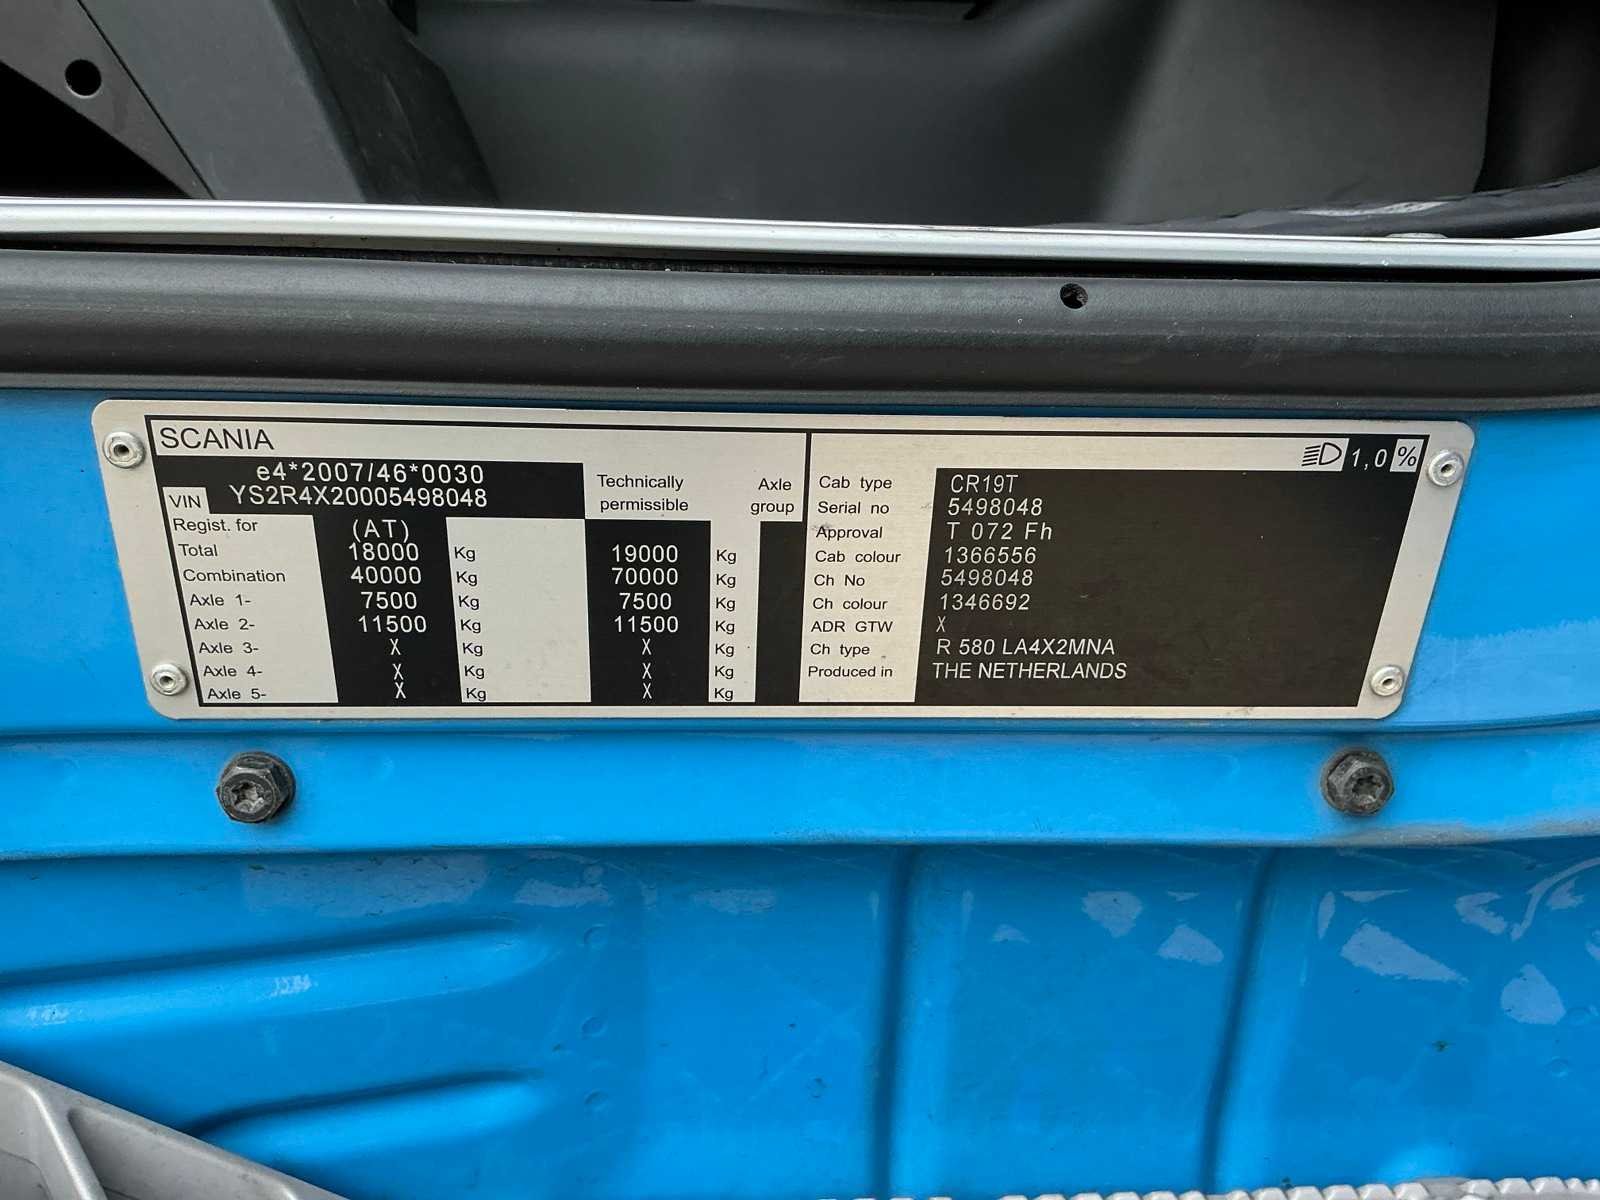 SCANIA
e4*2007/46*0030
VIN YS2R4X20005498048
Technically permissible Axle group
Regist. for (AT)
Total 18000 Kg 19000 Kg
Combination 40000 Kg 70000 Kg
Axle 1- 7500 Kg 7500 Kg
Axle 2- 11500 Kg 11500 Kg
Axle 3- X Kg X Kg
Axle 4- X Kg X Kg
Axle 5- X Kg X Kg
1,0 %
Cab type CR19T
Serial no 5498048
Approval T 072 Fh
Cab colour 1366556
Ch No 5498048
Ch colour 1346692
ADR GTW X
Ch type R 580 LA4X2MNA
Produced in THE NETHERLANDS